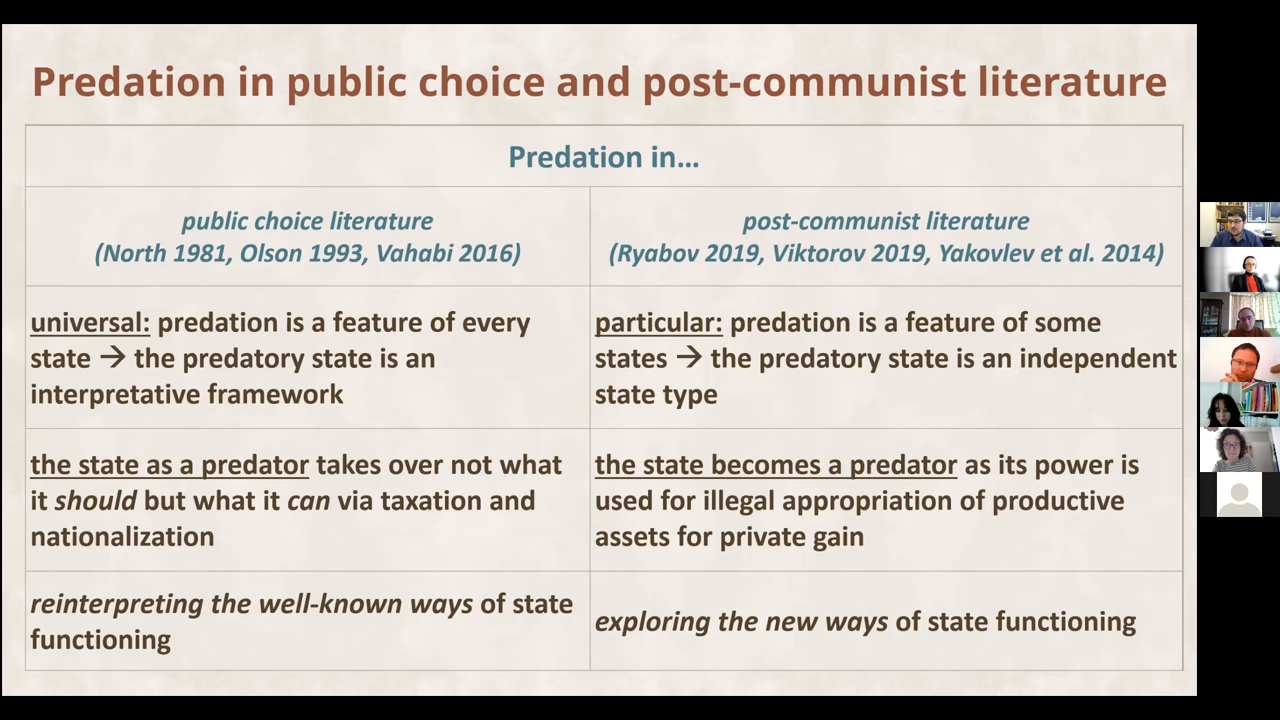 Predation in public choice and post-communist literature
Predation in...
public choice literature
(North 1981, Olson 1993, Vahabi 2016)
post-communist literature
(Ryabov 2019, Viktorov 2019, Yakovlev et al. 2014)
universal: predation is a feature of every
state → the predatory state is an
interpretative framework
particular: predation is a feature of some
states → the predatory state is an independent
state type
the state as a predator takes over not what
it should but what it can via taxation and
nationalization
the state becomes a predator as its power is
used for illegal appropriation of productive
assets for private gain
reinterpreting the well-known ways of state
functioning
exploring the new ways of state functioning